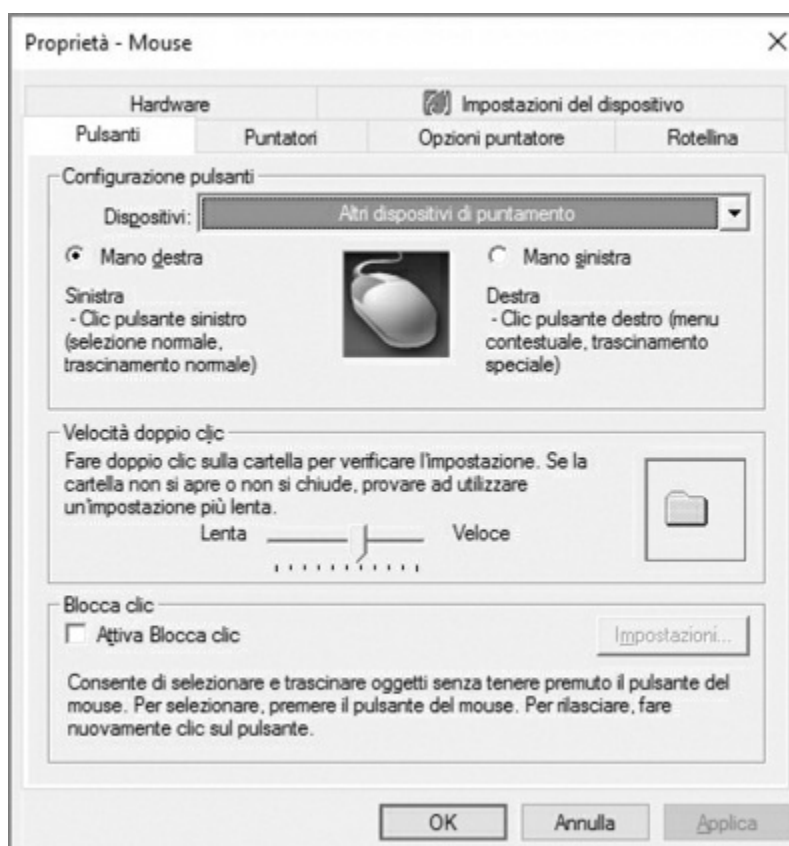 Proprietà - Mouse
Hardware
Impostazioni del dispositivo
Pulsanti
Puntatori
Opzioni puntatore
Rotellina
Configurazione pulsanti
Dispositivi:
Altri dispositivi di puntamento
Mano destra
Sinistra
- Clic pulsante sinistro
(selezione normale,
trascinamento normale)
Mano sinistra
Destra
- Clic pulsante destro (menu
contestuale, trascinamento
speciale)
Velocità doppio clic
Fare doppio clic sulla cartella per verificare l'impostazione. Se la
cartella non si apre o non si chiude, provare ad utilizzare
un'impostazione più lenta.
Lenta
Veloce
Blocca clic
Attiva Blocca clic
Impostazioni...
Consente di selezionare e trascinare oggetti senza tenere premuto il pulsante del
mouse. Per selezionare, premere il pulsante del mouse. Per rilasciare, fare
nuovamente clic sul pulsante.
OK
Annulla
Applica